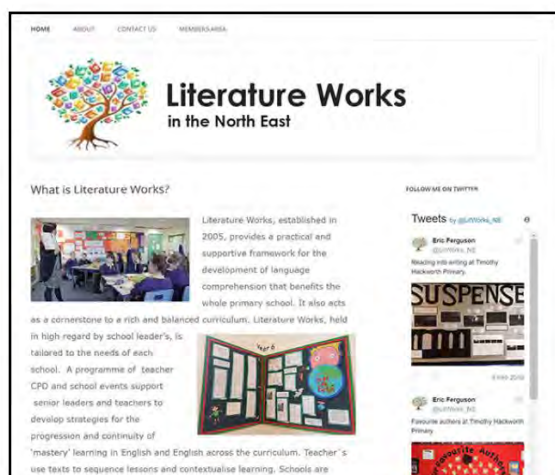 HOME ABOUT CONTACT US MEMBERS AREA
Literature Works
in the North East
What is Literature Works?
Literature Works, established in
2005, provides a practical and
supportive framework for the
development of language
comprehension that benefits the
whole primary school. It also acts
as a cornerstone to a rich and balanced curriculum. Literature Works, held
in high regard by school leader's, is
tailored to the needs of each
school. A programme of teacher
CPD and school events support
senior leaders and teachers to
develop strategies for the
progression and continuity of
'mastery' learning in English and English across the curriculum. Teacher's
use texts to sequence lessons and contextualise learning. Schools are
Year 6
FOLLOW ME ON TWITTER
Tweets by @LitWorks_NE
Eric Ferguson
@LitWorks_NE
Reading into writing at Timothy
Hackworth Primary.
SUSPENSE
Eric Ferguson
@LitWorks_NE
Favourite authors at Timothy Hackworth
Primary
Favourite Authors